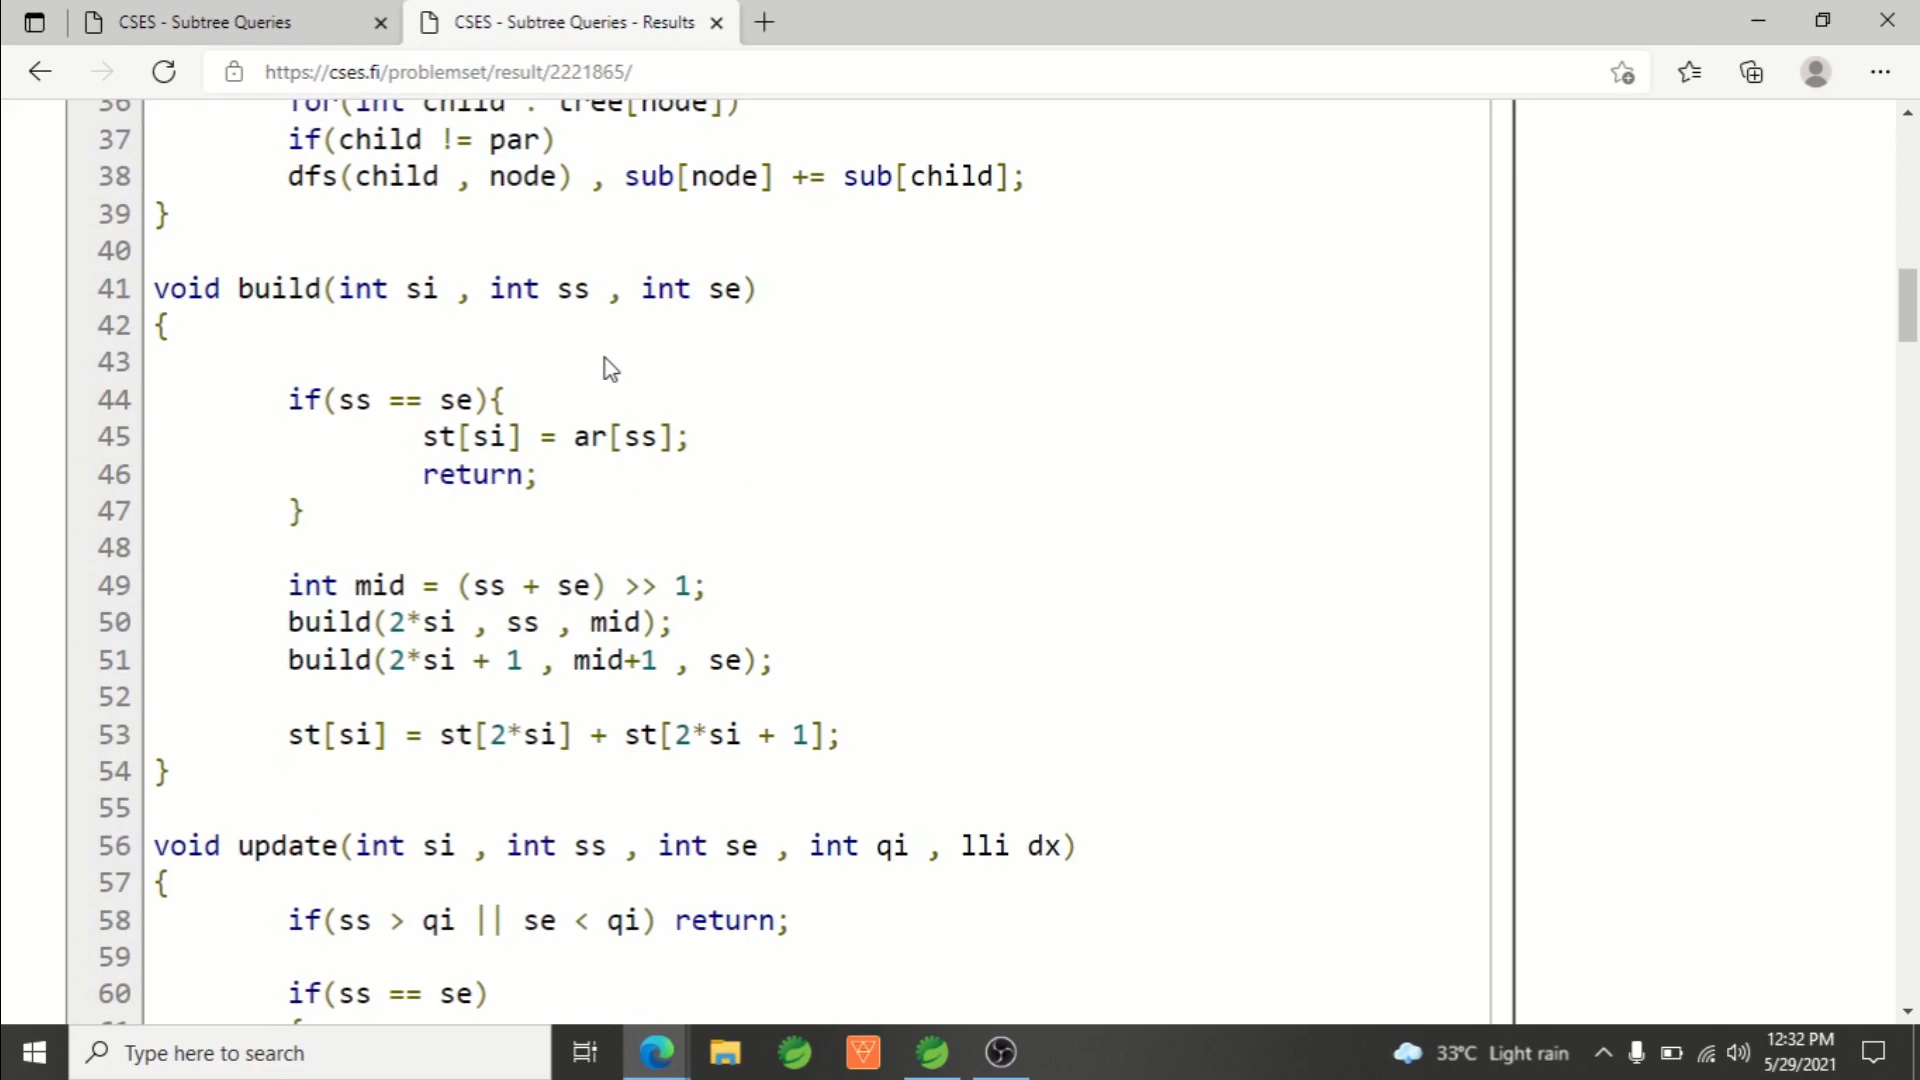 CSES - Subtree Queries
CSES - Subtree Queries - Results
https://cses.fi/problemset/result/2221865/
36 for(int child : tree[node])
37 if(child != par)
38 dfs(child , node) , sub[node] += sub[child];
39 }
40
41 void build(int si , int ss , int se)
42 {
43
44 if(ss == se){
45 st[si] = ar[ss];
46 return;
47 }
48
49 int mid = (ss + se) >> 1;
50 build(2*si , ss , mid);
51 build(2*si + 1 , mid+1 , se);
52
53 st[si] = st[2*si] + st[2*si + 1];
54 }
55
56 void update(int si , int ss , int se , int qi , lli dx)
57 {
58 if(ss > qi || se < qi) return;
59
60 if(ss == se)
Type here to search
33°C Light rain
12:32 PM
5/29/2021